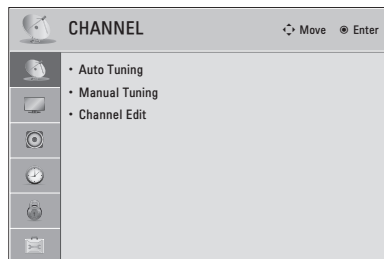 CHANNEL
Move Enter
• Auto Tuning
• Manual Tuning
• Channel Edit